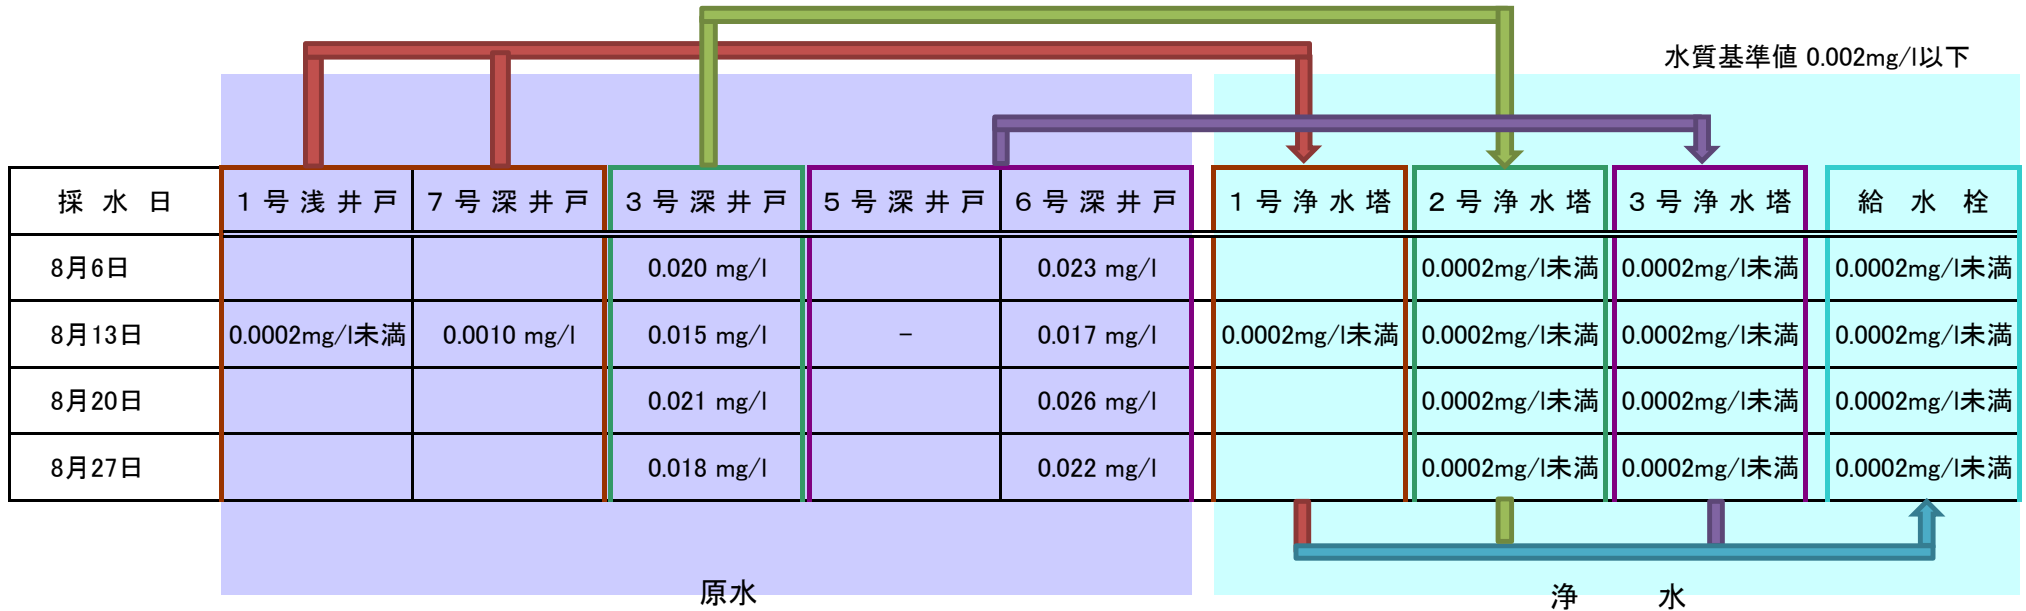 水質基準値 0.002mg/l以下
採 水 日 1 号 浅 井 戸 7 号 深 井 戸 3 号 深 井 戸 5 号 深 井 戸 6 号 深 井 戸 1 号 浄 水 塔 2 号 浄 水 塔 3 号 浄 水 塔 給 水 栓
8月6日 0.020 mg/l 0.023 mg/l 0.0002mg/l未満 0.0002mg/l未満 0.0002mg/l未満
8月13日 0.0002mg/l未満 0.0010 mg/l 0.015 mg/l － 0.017 mg/l 0.0002mg/l未満 0.0002mg/l未満 0.0002mg/l未満 0.0002mg/l未満
8月20日 0.021 mg/l 0.026 mg/l 0.0002mg/l未満 0.0002mg/l未満 0.0002mg/l未満
8月27日 0.018 mg/l 0.022 mg/l 0.0002mg/l未満 0.0002mg/l未満 0.0002mg/l未満
原水 浄 水